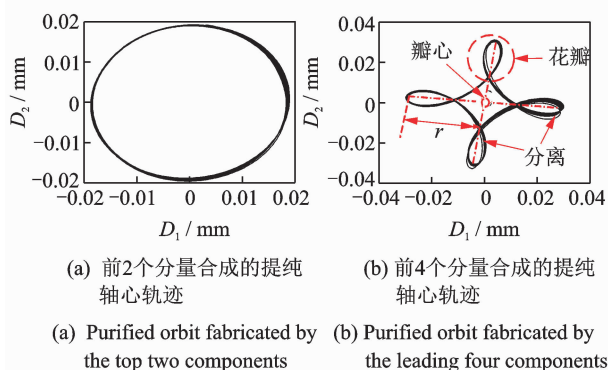 0.02
0.01
0
−0.01
−0.02
D₂ / mm
−0.02
−0.01
0
0.01
0.02
D₁ / mm
(a) 前2个分量合成的提纯
轴心轨迹
(a) Purified orbit fabricated by
the top two components
0.04
0.02
0
−0.02
−0.04
D₂ / mm
瓣心
花瓣
r
分离
−0.04
−0.02
0
0.02
0.04
D₁ / mm
(b) 前4个分量合成的提纯
轴心轨迹
(b) Purified orbit fabricated by
the leading four components